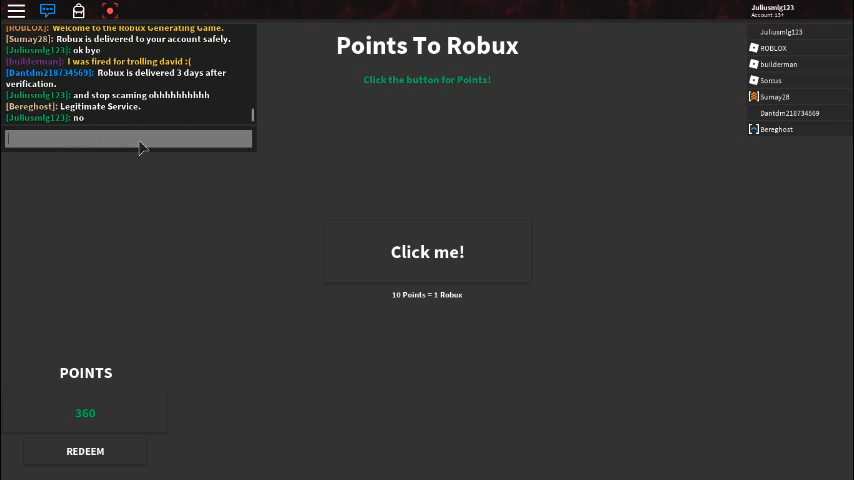 [ROBLOX]: Welcome to the Robux Generating Game.
[Sumay28]: Robux is delivered to your account safely.
[Juliusmlg123]: ok bye
[builderman]: I was fired for trolling david :(
[Dantdm218734569]: Robux is delivered 3 days after
verification.
[Juliusmlg123]: and stop scaming ohhhhhhhhhh
[Bereghost]: Legitimate Service.
[Juliusmlg123]: no
Points To Robux
Click the button for Points!
Juliusmlg123
Account: 13+
Juliusmlg123
ROBLOX
builderman
Sorcus
Sumay28
Dantdm218734569
Bereghost
Click me!
10 Points = 1 Robux
POINTS
360
REDEEM